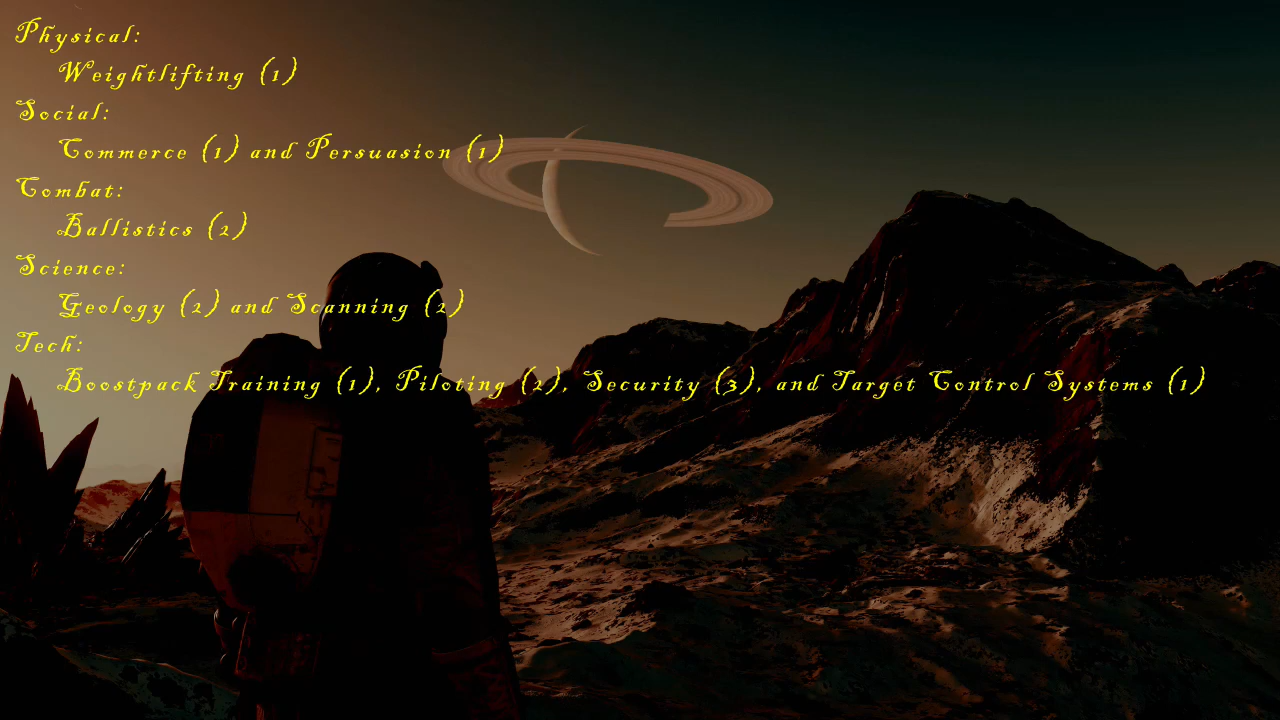 Physical:
Weightlifting (1)
Social:
Commerce (1) and Persuasion (1)
Combat:
Ballistics (2)
Science:
Geology (2) and Scanning (2)
Tech:
Boostpack Training (1), Piloting (2), Security (3), and Target Control Systems (1)